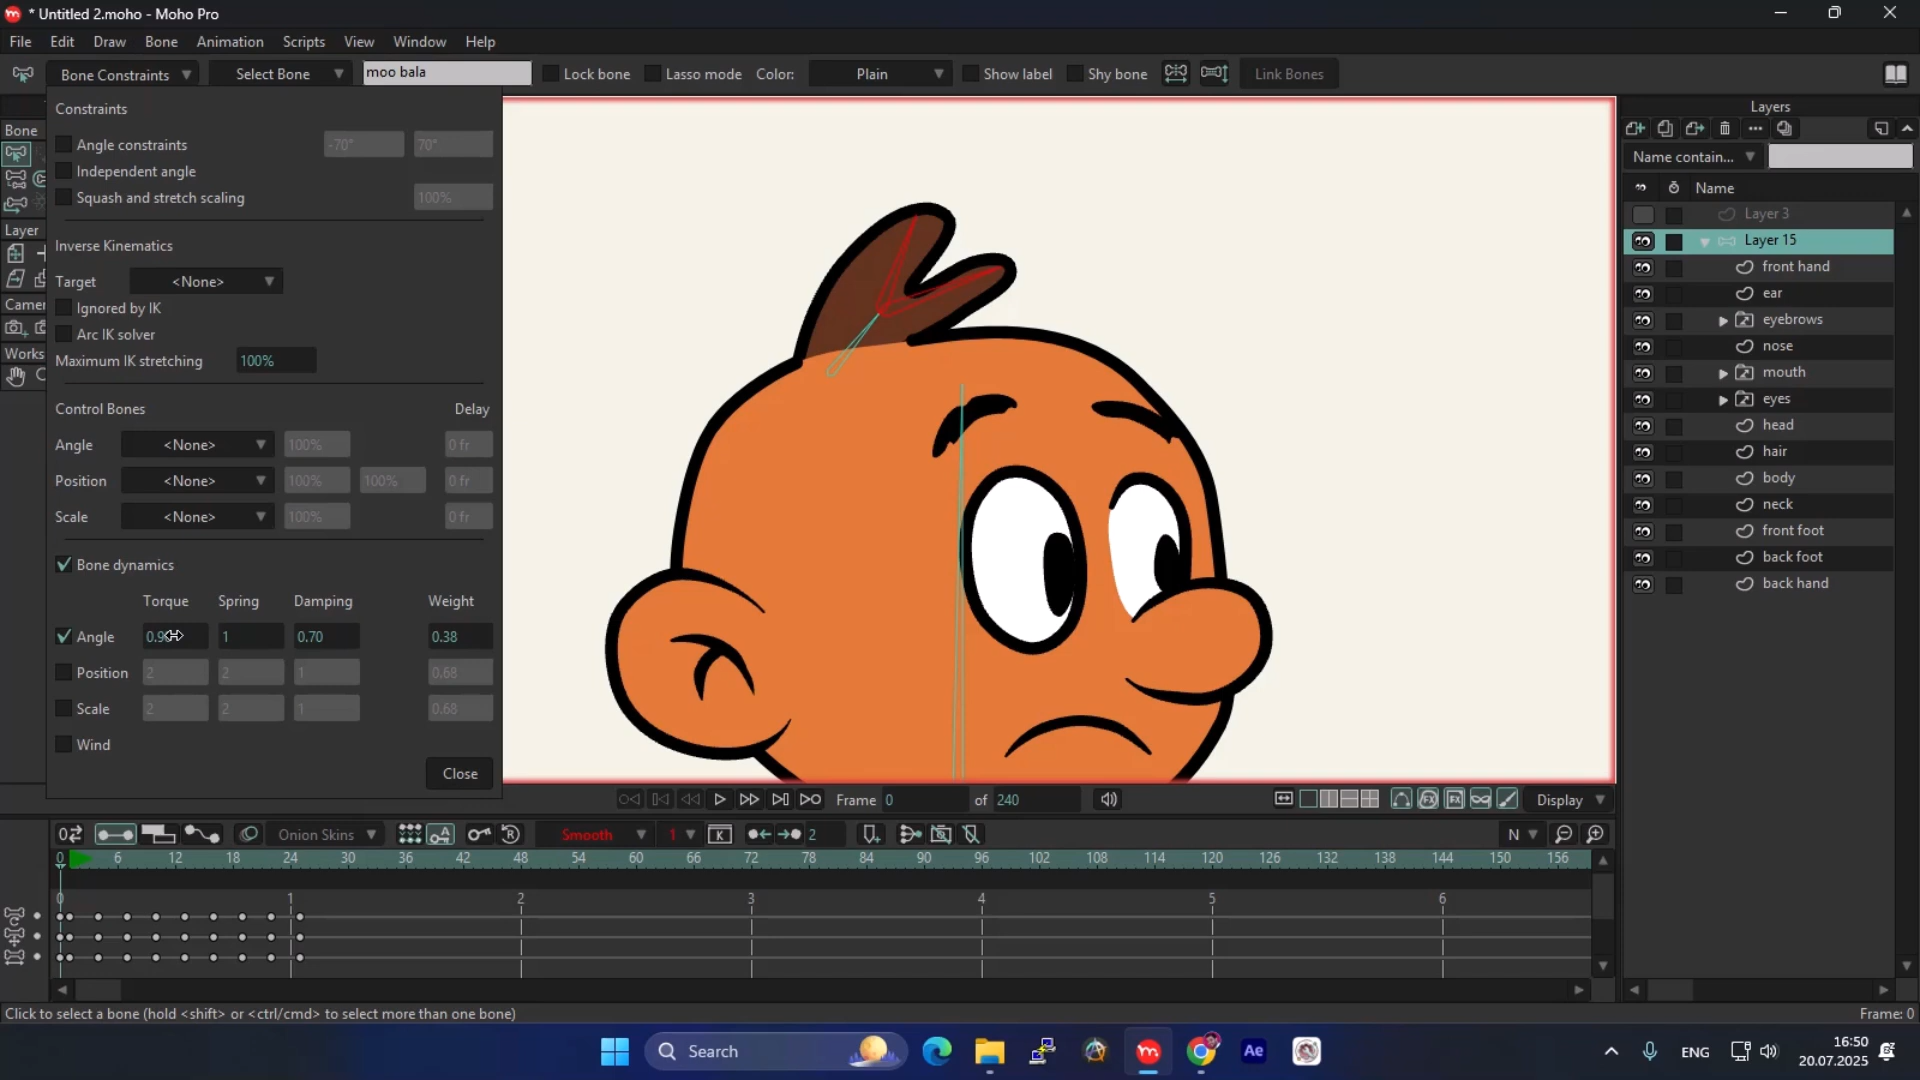 * Untitled 2.moho - Moho Pro
File Edit Draw Bone Animation Scripts View Window Help
Bone Constraints Select Bone moo bala Lock bone Lasso mode Color: Plain Show label Shy bone Link Bones
Constraints
Angle constraints -70° 70°
Independent angle
Squash and stretch scaling 100%
Inverse Kinematics
Target <None>
Ignored by IK
Arc IK solver
Maximum IK stretching 100%
Control Bones Delay
Angle <None> 100% 0 fr
Position <None> 100% 100% 0 fr
Scale <None> 100% 0 fr
Bone dynamics
Torque Spring Damping Weight
Angle 1 0.70 0.38
Position 2 2 1 0.68
Scale 2 2 1 0.68
Wind
Close
Bone
Layer
Camer
Works
Layers
Name contain...
Name
Layer 3
Layer 15
front hand
ear
eyebrows
nose
mouth
eyes
head
hair
body
neck
front foot
back foot
back hand
Frame 0 of 240 Display
Onion Skins Smooth 1 K 2 N
0 6 12 18 24 30 36 42 48 54 60 66 72 78 84 90 96 102 108 114 120 126 132 138 144 150 156
0 1 2 3 4 5 6
Click to select a bone (hold <shift> or <ctrl/cmd> to select more than one bone) Frame: 0
Search Ae ENG 16:50
20.07.2025